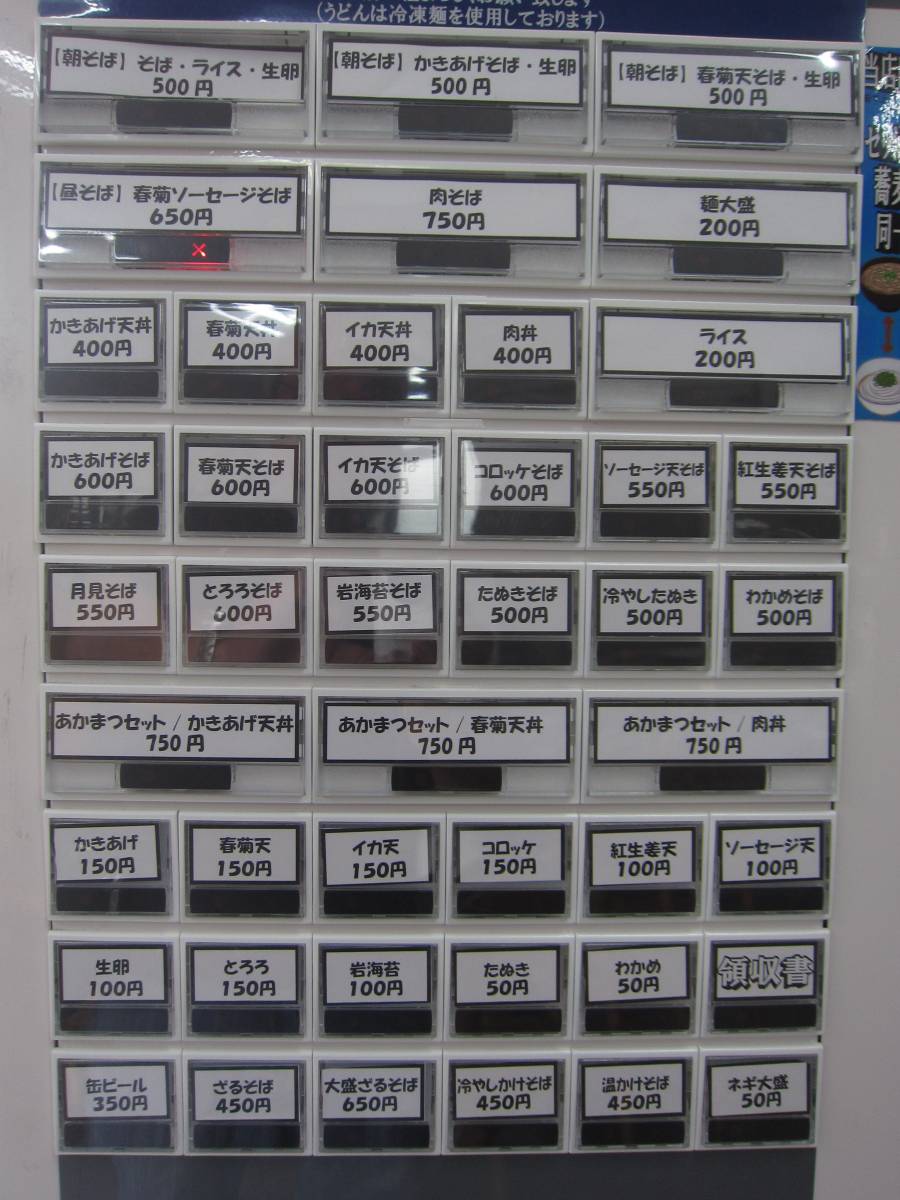 (うどんは冷凍麺を使用しております)
【朝そば】そば・ライス・生卵
500円
【朝そば】かきあげそば・生卵
500円
【朝そば】春菊天そば・生卵
500円
【昼そば】春菊ソーセージそば
650円
×
肉そば
750円
麺大盛
200円
かきあげ天丼
400円
春菊天丼
400円
イカ天丼
400円
肉丼
400円
ライス
200円
かきあげそば
600円
春菊天そば
600円
イカ天そば
600円
コロッケそば
600円
ソーセージ天そば
550円
紅生姜天そば
550円
月見そば
550円
とろろそば
600円
岩海苔そば
550円
たぬきそば
500円
冷やしたぬき
500円
わかめそば
500円
あかまつセット / かきあげ天丼
750円
あかまつセット / 春菊天丼
750円
あかまつセット / 肉丼
750円
かきあげ
150円
春菊天
150円
イカ天
150円
コロッケ
150円
紅生姜天
100円
ソーセージ天
100円
生卵
100円
とろろ
150円
岩海苔
100円
たぬき
50円
わかめ
50円
領収書
缶ビール
350円
ざるそば
450円
大盛ざるそば
650円
冷やしかけそば
450円
温かけそば
450円
ネギ大盛
50円
当店
同一